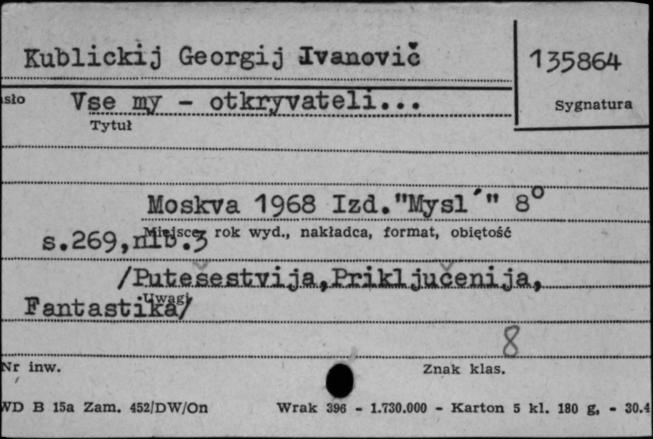 Kublickij Georgij Ivanovič
135864
sło Vse my - otkryvateli...
Sygnatura
Tytuł
Moskva 1968 Izd."Mysl´" 8°
Miejsce, rok wyd., nakładca, format, objętość
s.269,nlb.3
/Putešestvija,Priključenija,
Uwagi
Fantastika/
8
Nr inw.
Znak klas.
WD B 15a Zam. 452/DW/On Wrak 396 - 1.730.000 - Karton 5 kl. 180 g. - 30.4